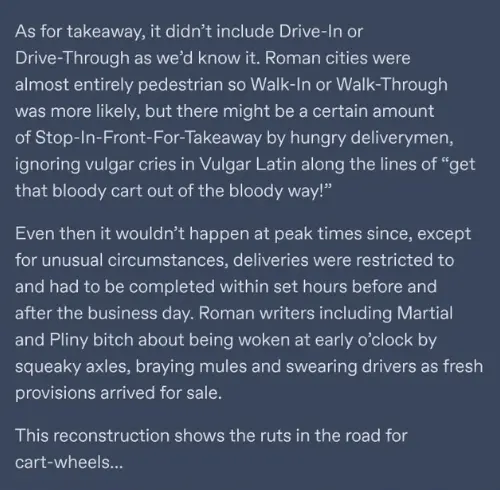 As for takeaway, it didn’t include Drive-In or
Drive-Through as we’d know it. Roman cities were
almost entirely pedestrian so Walk-In or Walk-Through
was more likely, but there might be a certain amount
of Stop-In-Front-For-Takeaway by hungry deliverymen,
ignoring vulgar cries in Vulgar Latin along the lines of “get
that bloody cart out of the bloody way!”
Even then it wouldn’t happen at peak times since, except
for unusual circumstances, deliveries were restricted to
and had to be completed within set hours before and
after the business day. Roman writers including Martial
and Pliny bitch about being woken at early o’clock by
squeaky axles, braying mules and swearing drivers as fresh
provisions arrived for sale.
This reconstruction shows the ruts in the road for
cart-wheels...